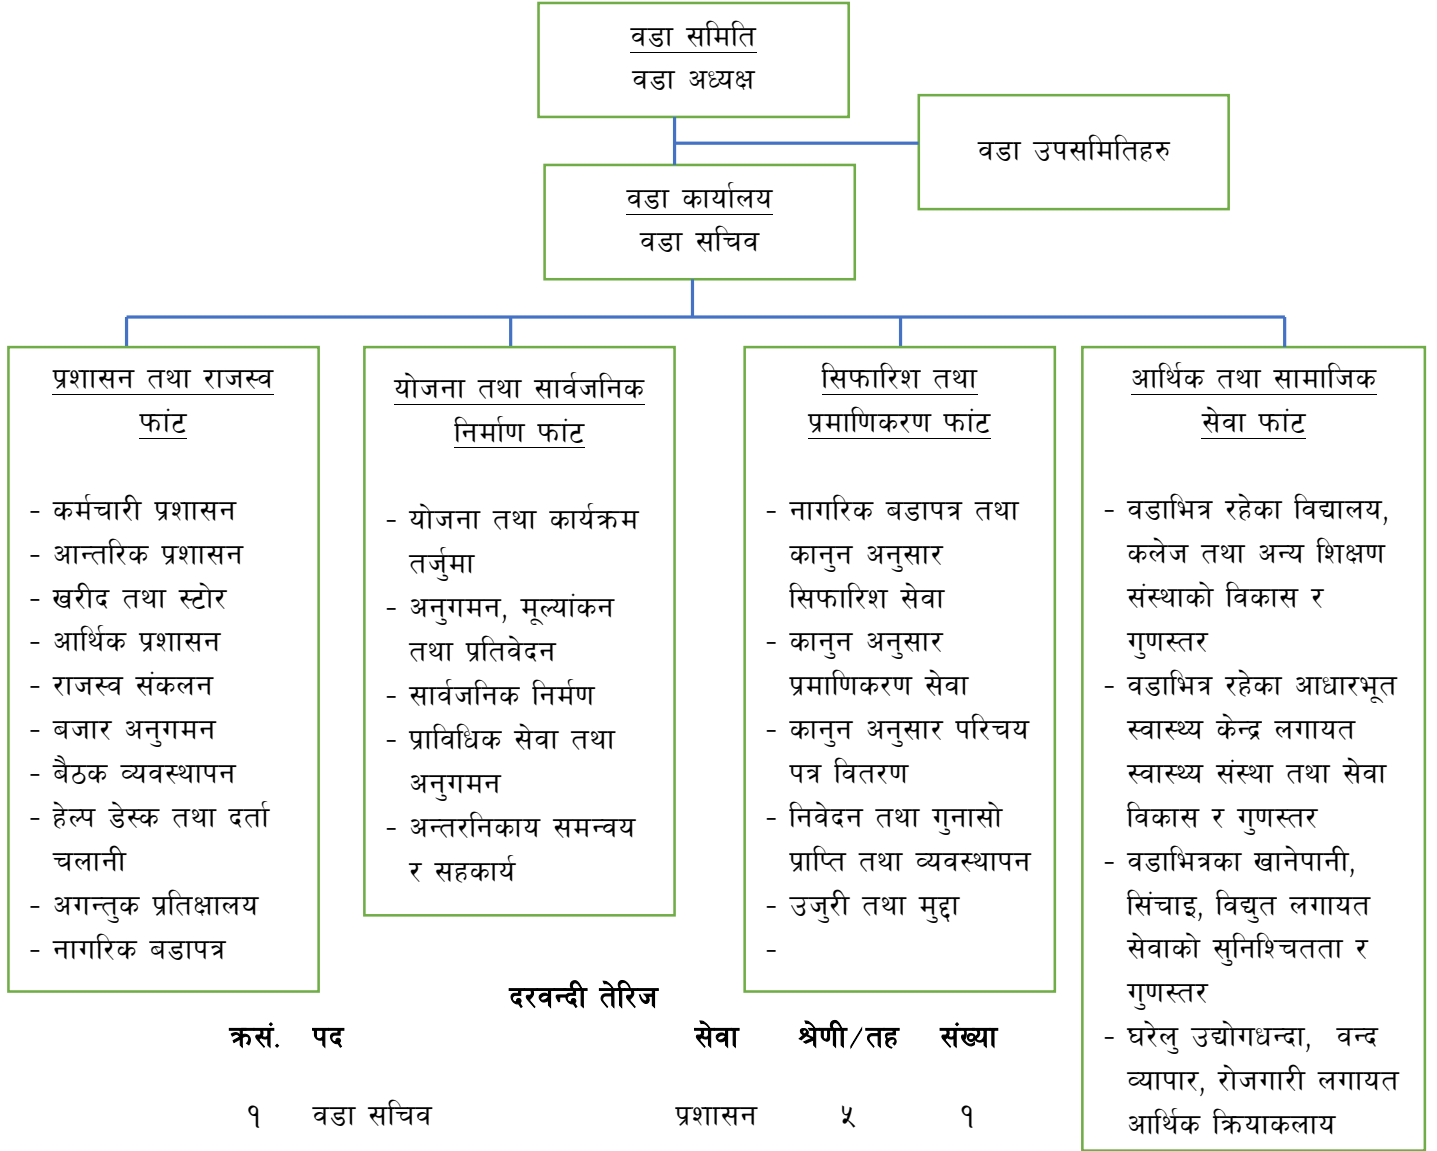 वडा समिति
वडा अध्यक्ष
वडा उपसमितिहरु
वडा कार्यालय
वडा सचिव
प्रशासन तथा राजस्व
फांट
- कर्मचारी प्रशासन
- आन्तरिक प्रशासन
- खरीद तथा स्टोर
- आर्थिक प्रशासन
- राजस्व संकलन
- बजार अनुगमन
- बैठक व्यवस्थापन
- हेल्प डेस्क तथा दर्ता
चलानी
- अगन्तुक प्रतिक्षालय
- नागरिक बडापत्र
योजना तथा सार्वजनिक
निर्माण फांट
- योजना तथा कार्यक्रम
तर्जुमा
- अनुगमन, मूल्यांकन
तथा प्रतिवेदन
- सार्वजनिक निर्मण
- प्राविधिक सेवा तथा
अनुगमन
- अन्तरनिकाय समन्वय
र सहकार्य
सिफारिश तथा
प्रमाणिकरण फांट
- नागरिक बडापत्र तथा
कानुन अनुसार
सिफारिश सेवा
- कानुन अनुसार
प्रमाणिकरण सेवा
- कानुन अनुसार परिचय
पत्र वितरण
- निवेदन तथा गुनासो
प्राप्ति तथा व्यवस्थापन
- उजुरी तथा मुद्दा
-
आर्थिक तथा सामाजिक
सेवा फांट
- वडाभित्र रहेका विद्यालय,
कलेज तथा अन्य शिक्षण
संस्थाको विकास र
गुणस्तर
- वडाभित्र रहेका आधारभूत
स्वास्थ्य केन्द्र लगायत
स्वास्थ्य संस्था तथा सेवा
विकास र गुणस्तर
- वडाभित्रका खानेपानी,
सिंचाइ, विद्युत लगायत
सेवाको सुनिश्चितता र
गुणस्तर
- घरेलु उद्योगधन्दा, वन्द
व्यापार, रोजगारी लगायत
आर्थिक क्रियाकलाय
दरवन्दी तेरिज
क्रसं. पद सेवा श्रेणी/तह संख्या
१ वडा सचिव प्रशासन ५ १